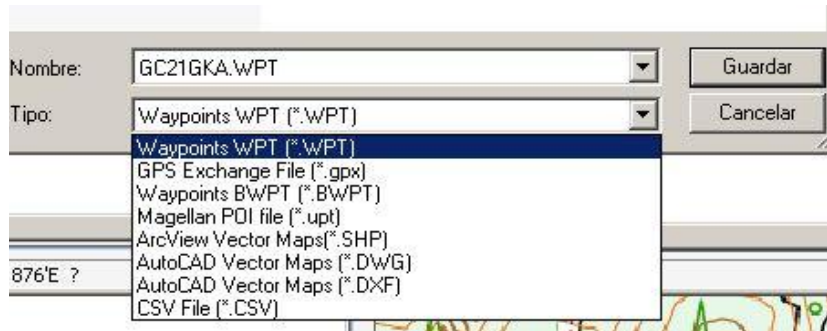 Nombre: GC21GKA.WPT Guardar
Tipo: Waypoints WPT (*.WPT) Cancelar
Waypoints WPT (*.WPT)
GPS Exchange File (*.gpx)
Waypoints BWPT (*.BWPT)
Magellan POI file (*.upt)
ArcView Vector Maps(*.SHP)
AutoCAD Vector Maps (*.DWG)
876'E ?
AutoCAD Vector Maps (*.DXF)
CSV File (*.CSV)